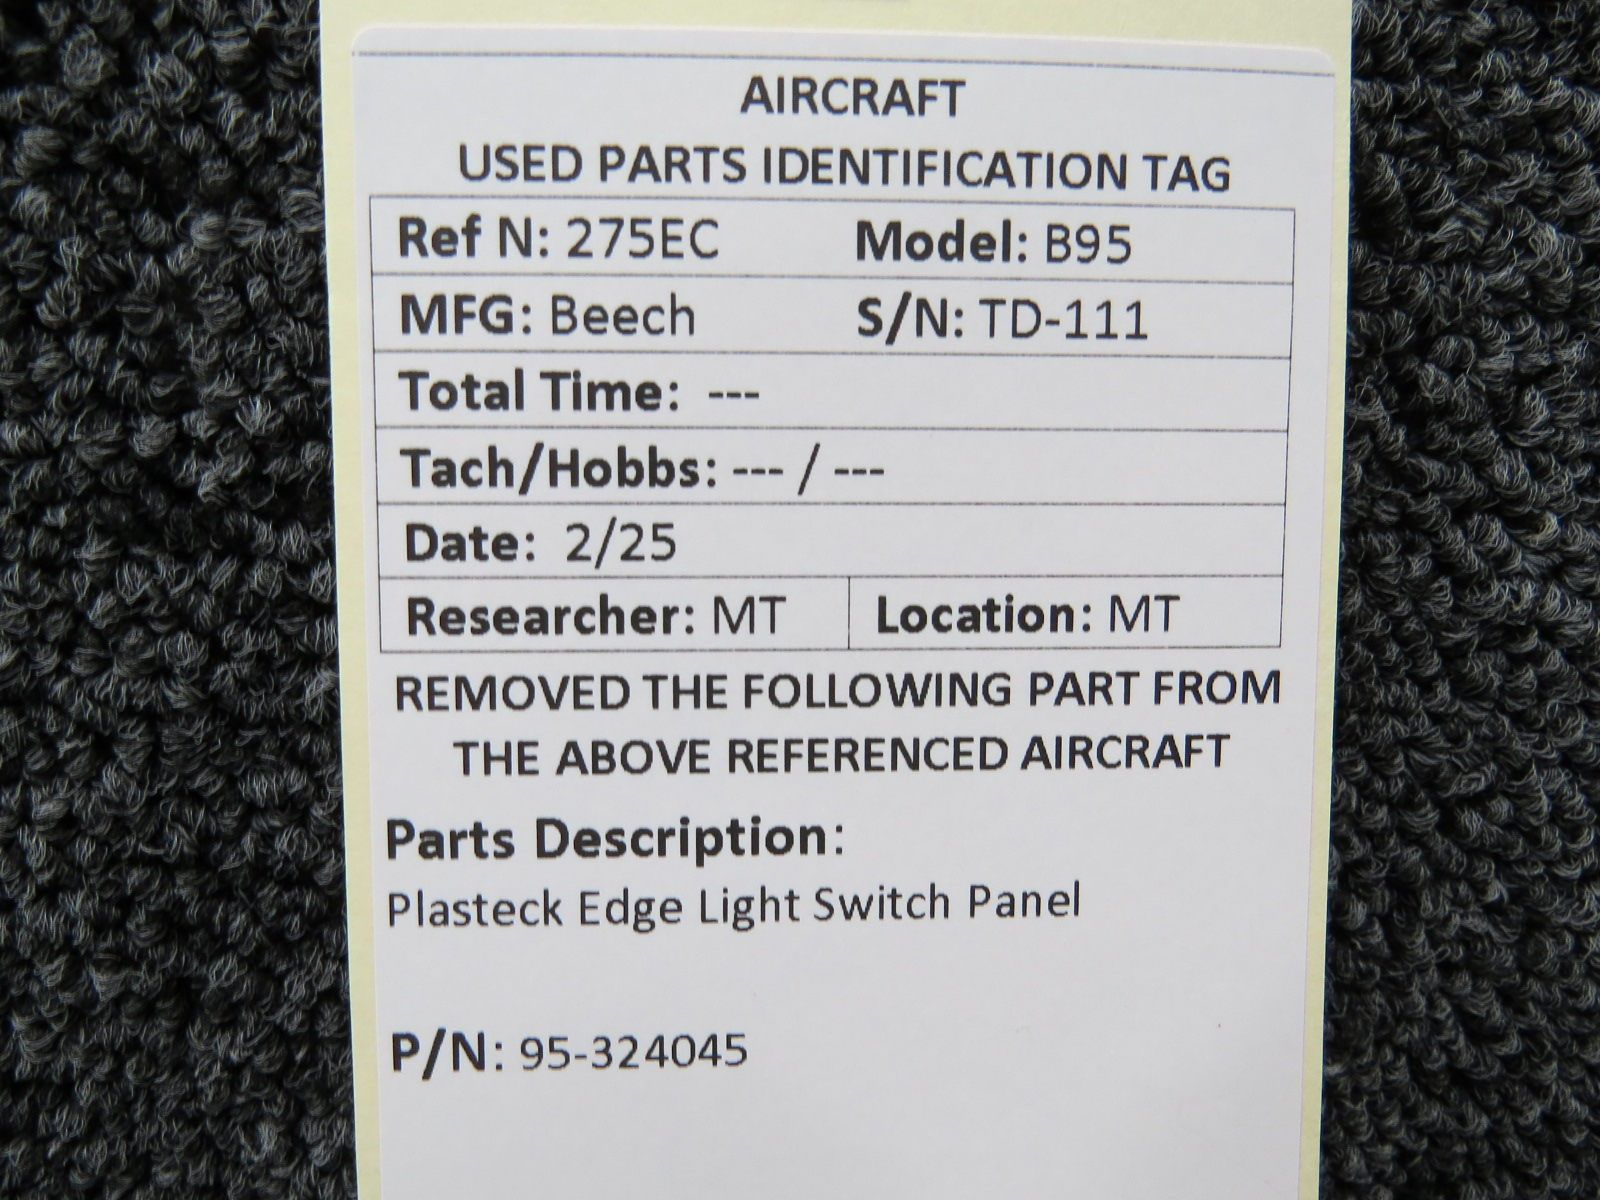 AIRCRAFT
USED PARTS IDENTIFICATION TAG
Ref N: 275EC Model: B95
MFG: Beech S/N: TD-111
Total Time: ---
Tach/Hobbs: --- / ---
Date: 2/25
Researcher: MT Location: MT
REMOVED THE FOLLOWING PART FROM
THE ABOVE REFERENCED AIRCRAFT
Parts Description:
Plasteck Edge Light Switch Panel
P/N: 95-324045